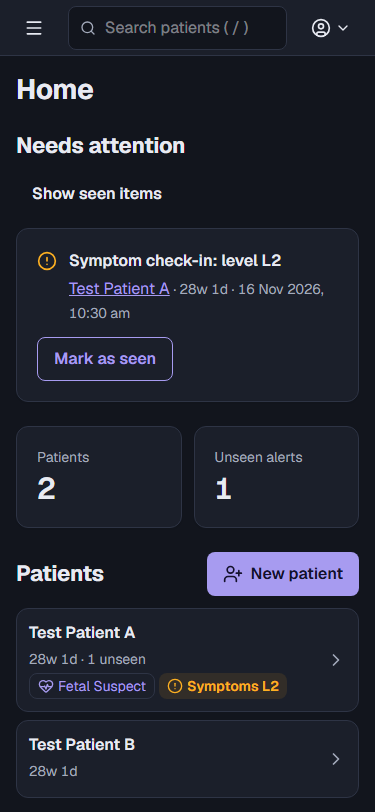 Search patients ( / )
Home
Needs attention
Show seen items
Symptom check-in: level L2
Test Patient A · 28w 1d · 16 Nov 2026,
10:30 am
Mark as seen
Patients
2
Unseen alerts
1
Patients
New patient
Test Patient A
28w 1d · 1 unseen
Fetal Suspect
Symptoms L2
Test Patient B
28w 1d